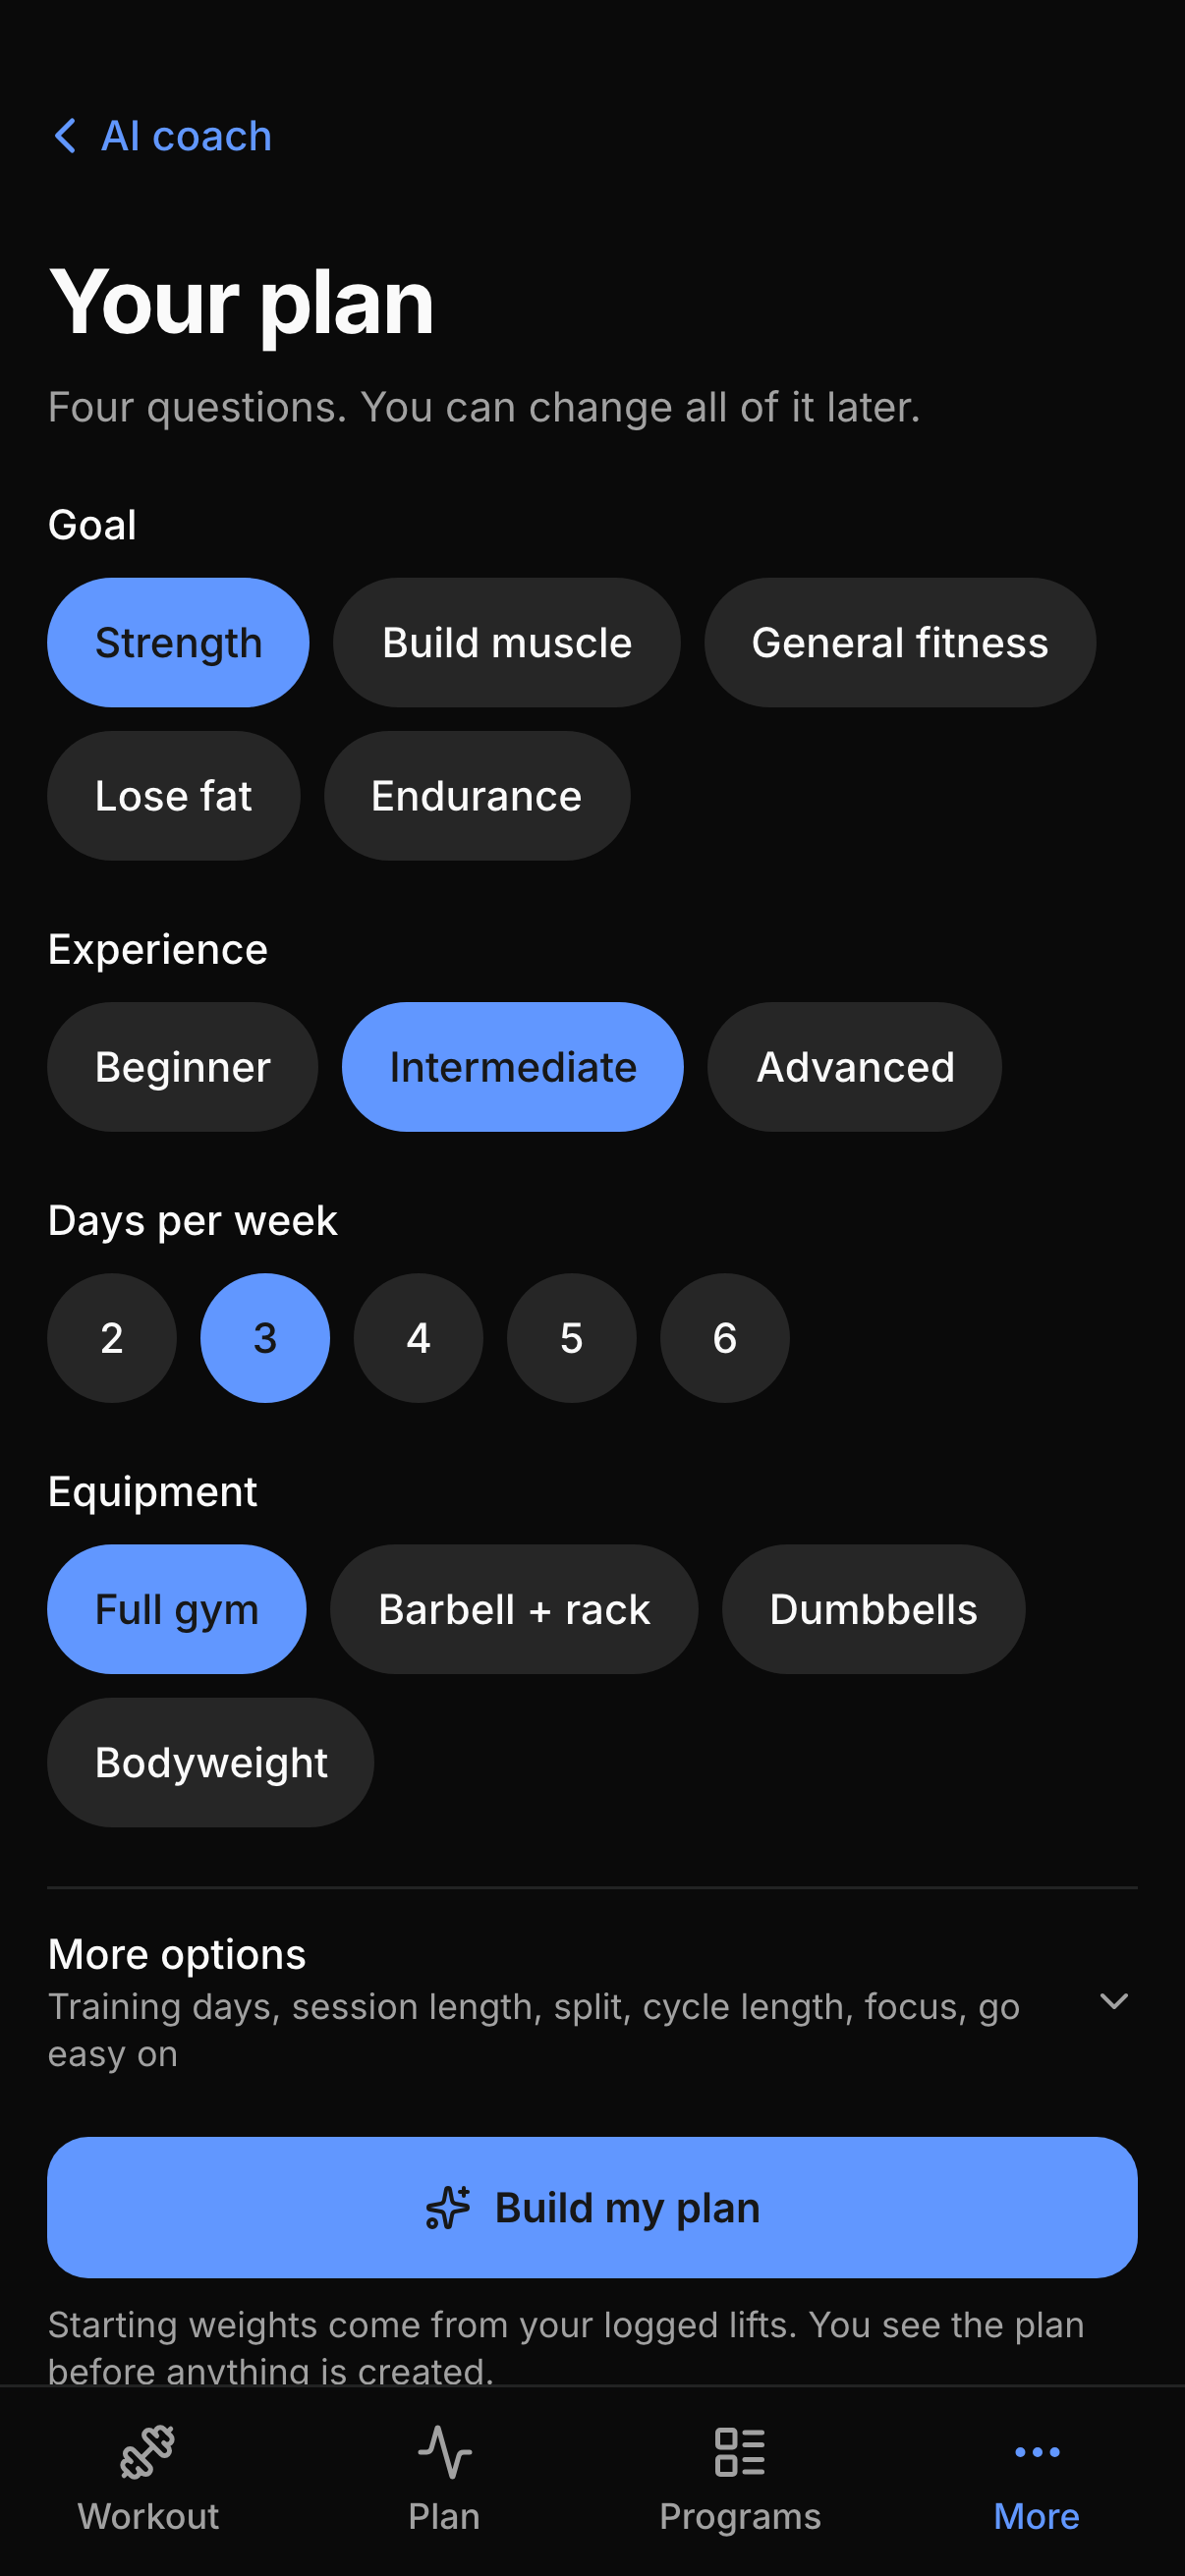 AI coach
Your plan
Four questions. You can change all of it later.
Goal
Strength
Build muscle
General fitness
Lose fat
Endurance
Experience
Beginner
Intermediate
Advanced
Days per week
2
3
4
5
6
Equipment
Full gym
Barbell + rack
Dumbbells
Bodyweight
More options
Training days, session length, split, cycle length, focus, go
easy on
Build my plan
Starting weights come from your logged lifts. You see the plan
before anything is created.
Workout
Plan
Programs
More